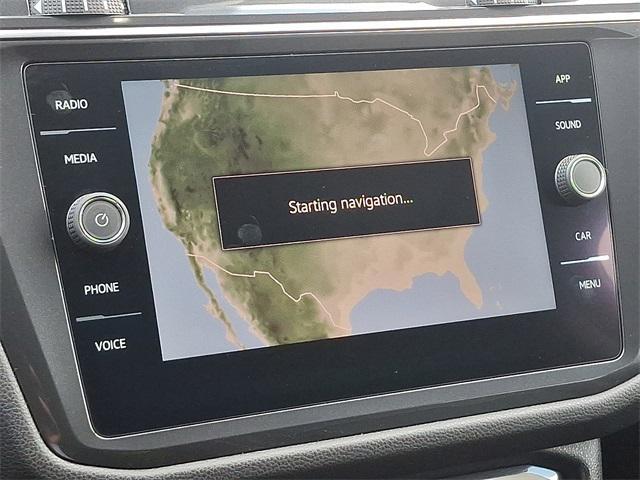 RADIO
MEDIA
PHONE
VOICE
Starting navigation...
APP
SOUND
CAR
MENU